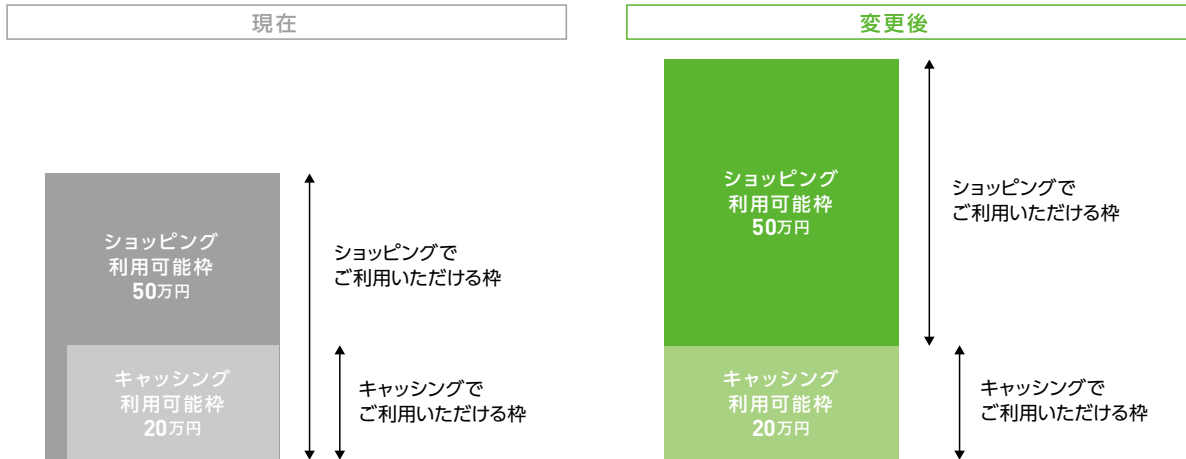 現在
ショッピング
利用可能枠
50万円
ショッピングで
ご利用いただける枠
キャッシング
利用可能枠
20万円
キャッシングで
ご利用いただける枠
変更後
ショッピング
利用可能枠
50万円
ショッピングで
ご利用いただける枠
キャッシング
利用可能枠
20万円
キャッシングで
ご利用いただける枠